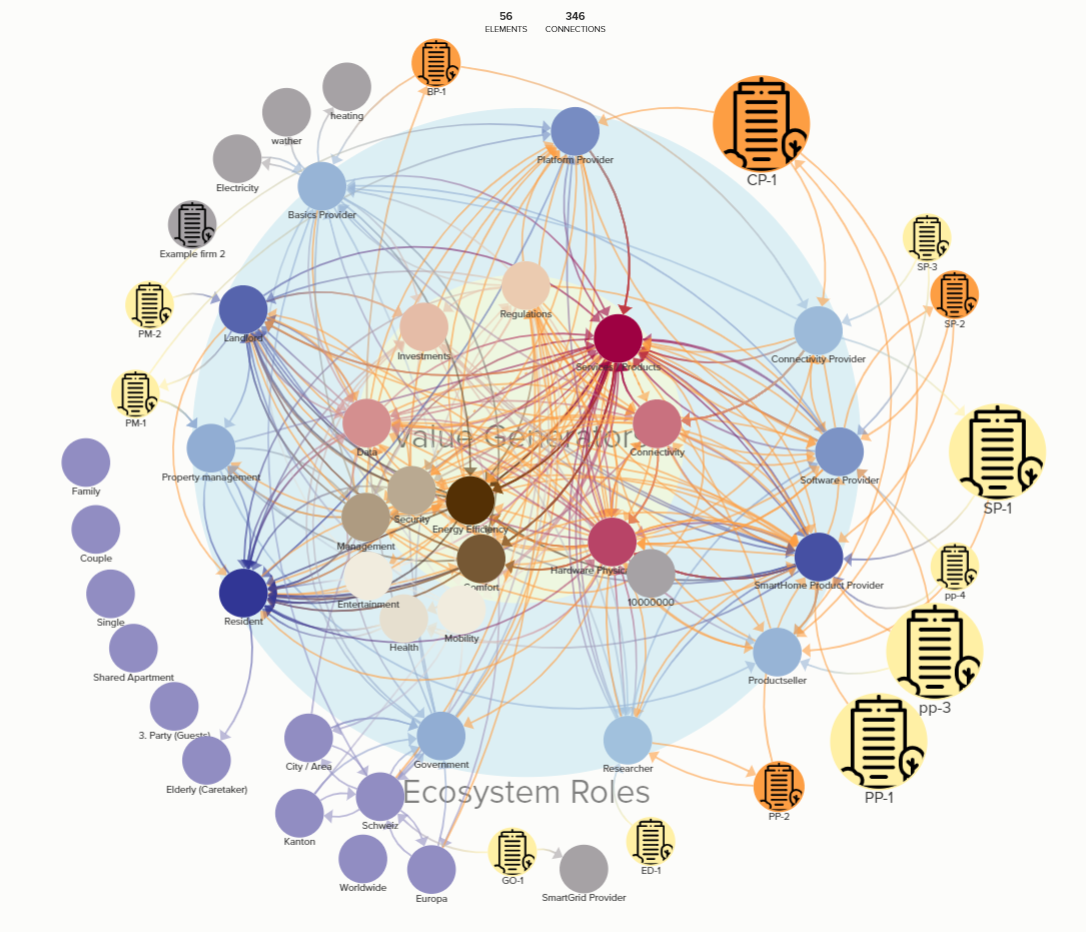 56 346
ELEMENTS CONNECTIONS
BP-1
heating
wather
Electricity
Platform Provider
CP-1
Basics Provider
Example firm 2
SP-3
SP-2
PM-2
Landlord
Regulations
Investments
Services / Products
Connectivity Provider
PM-1
Value Generator
Data
Connectivity
Family
Property management
Software Provider
SP-1
Security
Energy Efficiency
Management
Couple
Hardware Physic
SmartHome Product Provider
Comfort
pp-4
Entertainment
10000000
Single
Resident
Mobility
Health
Shared Apartment
Productseller
pp-3
3. Party (Guests)
City / Area
Government
Researcher
Elderly (Caretaker)
PP-1
Ecosystem Roles
PP-2
Schweiz
Kanton
ED-1
GO-1
Worldwide
Europa
SmartGrid Provider